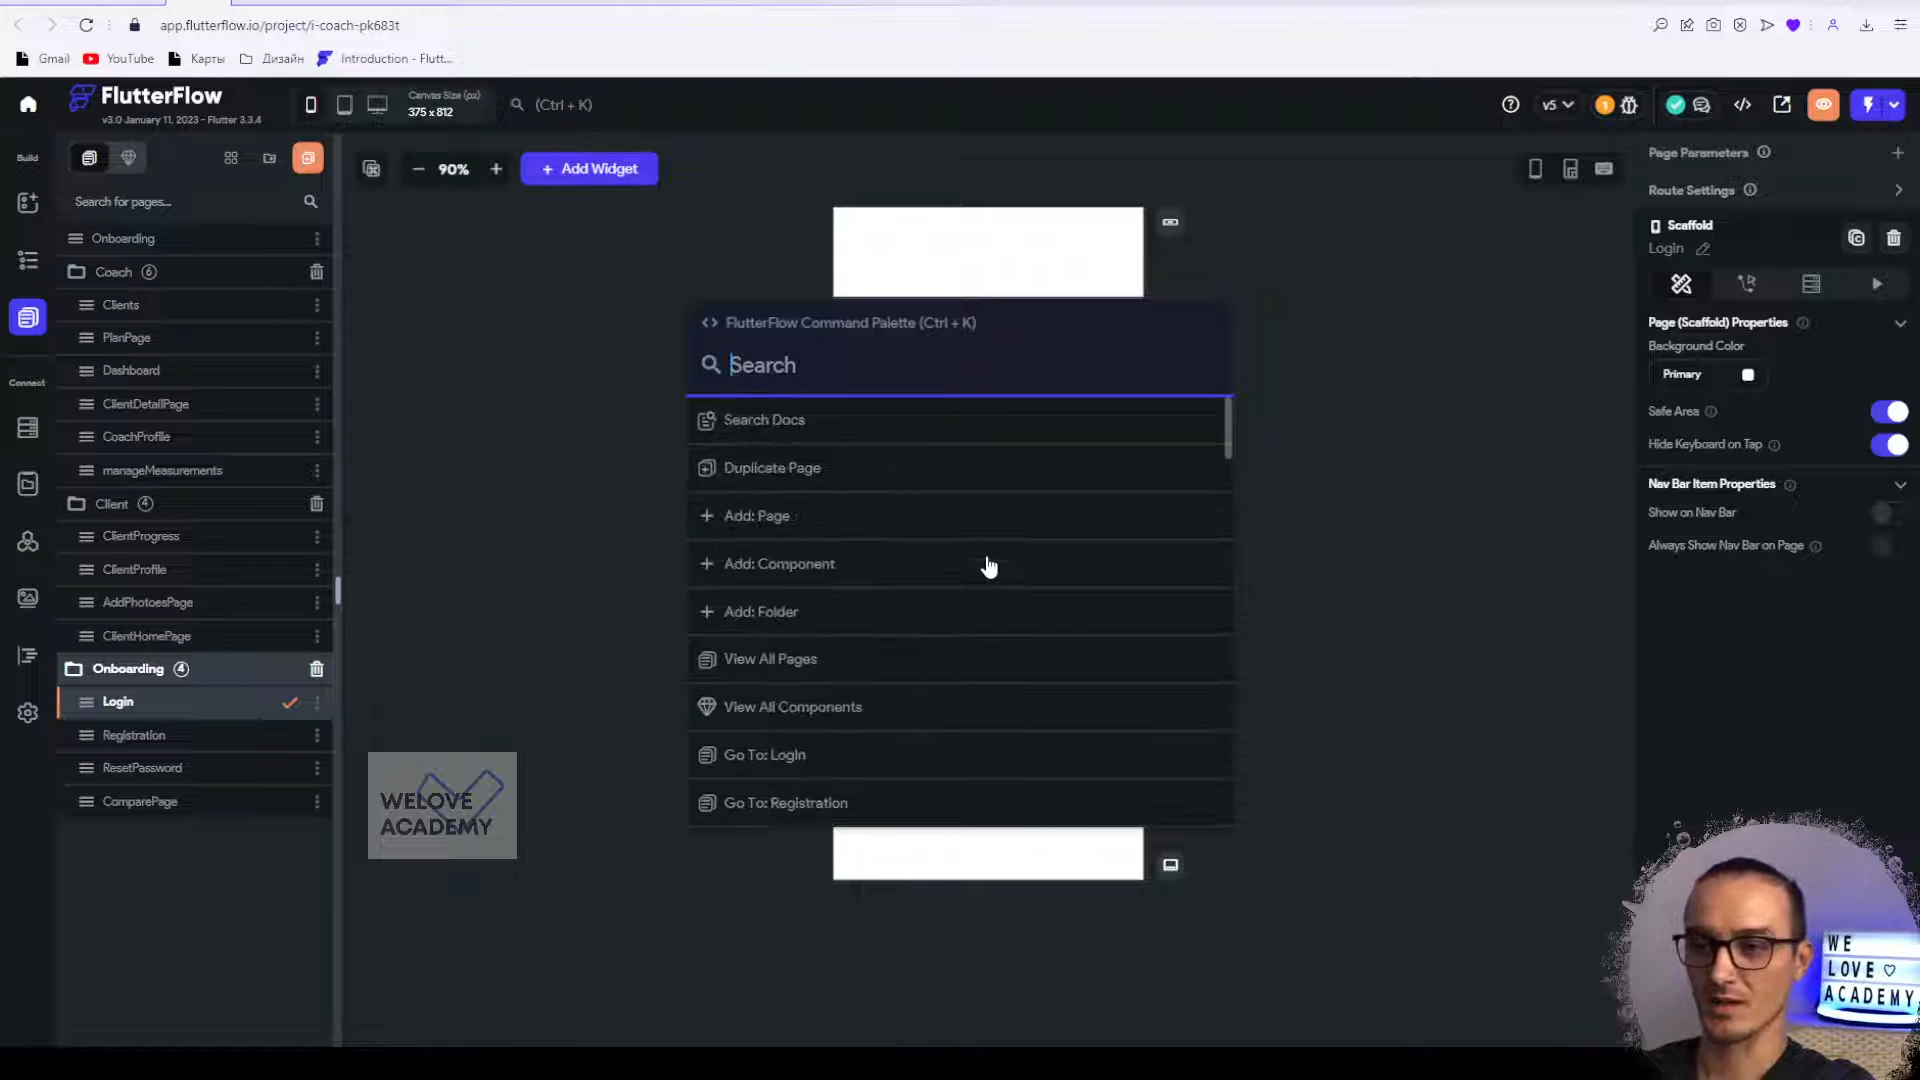 app.flutterflow.io/project/i-coach-pk683t
Gmail
YouTube
Карты
Дизайн
Introduction - Flutt...
FlutterFlow
v3.0 January 11, 2023 - Flutter 3.3.4
Canvas Size (px)
375 x 812
(Ctrl + K)
v5
1
Build
Connect
90%
+ Add Widget
Search for pages...
Onboarding
Coach 6
Clients
PlanPage
Dashboard
ClientDetailPage
CoachProfile
manageMeasurements
Client 4
ClientProgress
ClientProfile
AddPhotoesPage
ClientHomePage
Onboarding 4
Login
Registration
ResetPassword
ComparePage
FlutterFlow Command Palette (Ctrl + K)
Search
Search Docs
Duplicate Page
Add: Page
Add: Component
Add: Folder
View All Pages
View All Components
Go To: Login
Go To: Registration
WELOVE
ACADEMY
Page Parameters
Route Settings
Scaffold
Login
Page (Scaffold) Properties
Background Color
Primary
Safe Area
Hide Keyboard on Tap
Nav Bar Item Properties
Show on Nav Bar
Always Show Nav Bar on Page
WE
LOVE ♡
ACADEMY